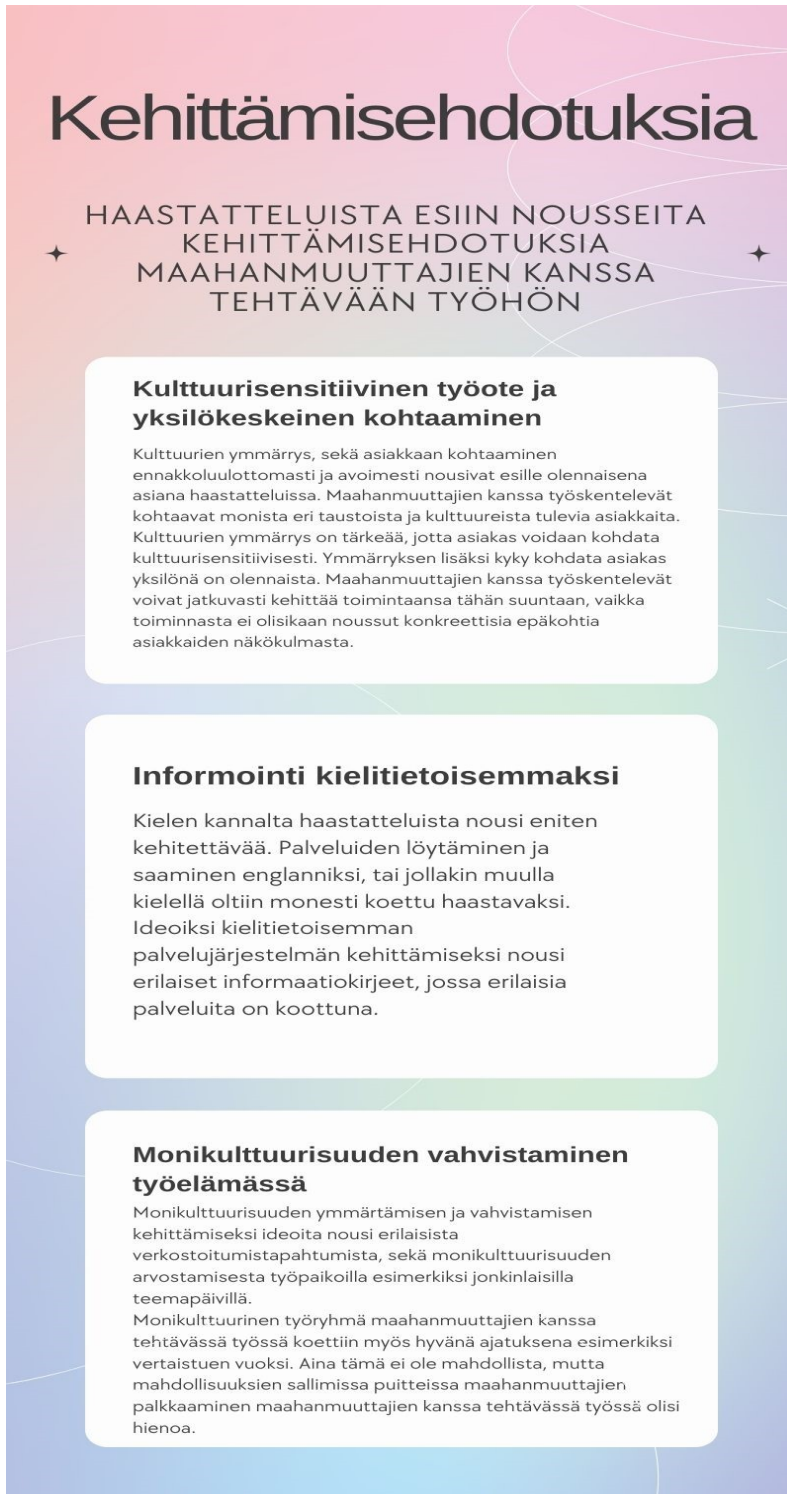 Kehittämisehdotuksia
HAASTATTELUISTA ESIIN NOUSSEITA
KEHITTÄMISEHDOTUKSIA
MAAHANMUUTTAJIEN KANSSA
TEHTÄVÄÄN TYÖHÖN
Kulttuurisensitiivinen työote ja
yksilökeskeinen kohtaaminen
Kulttuurien ymmärrys, sekä asiakkaan kohtaaminen
ennakkoluulottomasti ja avoimesti nousivat esille olennaisena
asiana haastatteluissa. Maahanmuuttajien kanssa työskentelevät
kohtaavat monista eri taustoista ja kulttuureista tulevia asiakkaita.
Kulttuurien ymmärrys on tärkeää, jotta asiakas voidaan kohdata
kulttuurisensitiivisesti. Ymmärryksen lisäksi kyky kohdata asiakas
yksilönä on olennaista. Maahanmuuttajien kanssa työskentelevät
voivat jatkuvasti kehittää toimintaansa tähän suuntaan, vaikka
toiminnasta ei olisikaan noussut konkreettisia epäkohtia
asiakkaiden näkökulmasta.
Informointi kielitietoisemmaksi
Kielen kannalta haastatteluista nousi eniten
kehitettävää. Palveluiden löytäminen ja
saaminen englanniksi, tai jollakin muulla
kielellä oltiin monesti koettu haastavaksi.
Ideoiksi kielitietoisemman
palvelujärjestelmän kehittämiseksi nousi
erilaiset informaatiokirjeet, jossa erilaisia
palveluita on koottuna.
Monikulttuurisuuden vahvistaminen
työelämässä
Monikulttuurisuuden ymmärtämisen ja vahvistamisen
kehittämiseksi ideoita nousi erilaisista
verkostoitumistapahtumista, sekä monikulttuurisuuden
arvostamisesta työpaikoilla esimerkiksi jonkinlaisilla
teemapäivillä.
Monikulttuurinen työryhmä maahanmuuttajien kanssa
tehtävässä työssä koettiin myös hyvänä ajatuksena esimerkiksi
vertaistuen vuoksi. Aina tämä ei ole mahdollista, mutta
mahdollisuuksien sallimissa puitteissa maahanmuuttajien
palkkaaminen maahanmuuttajien kanssa tehtävässä työssä olisi
hienoa.